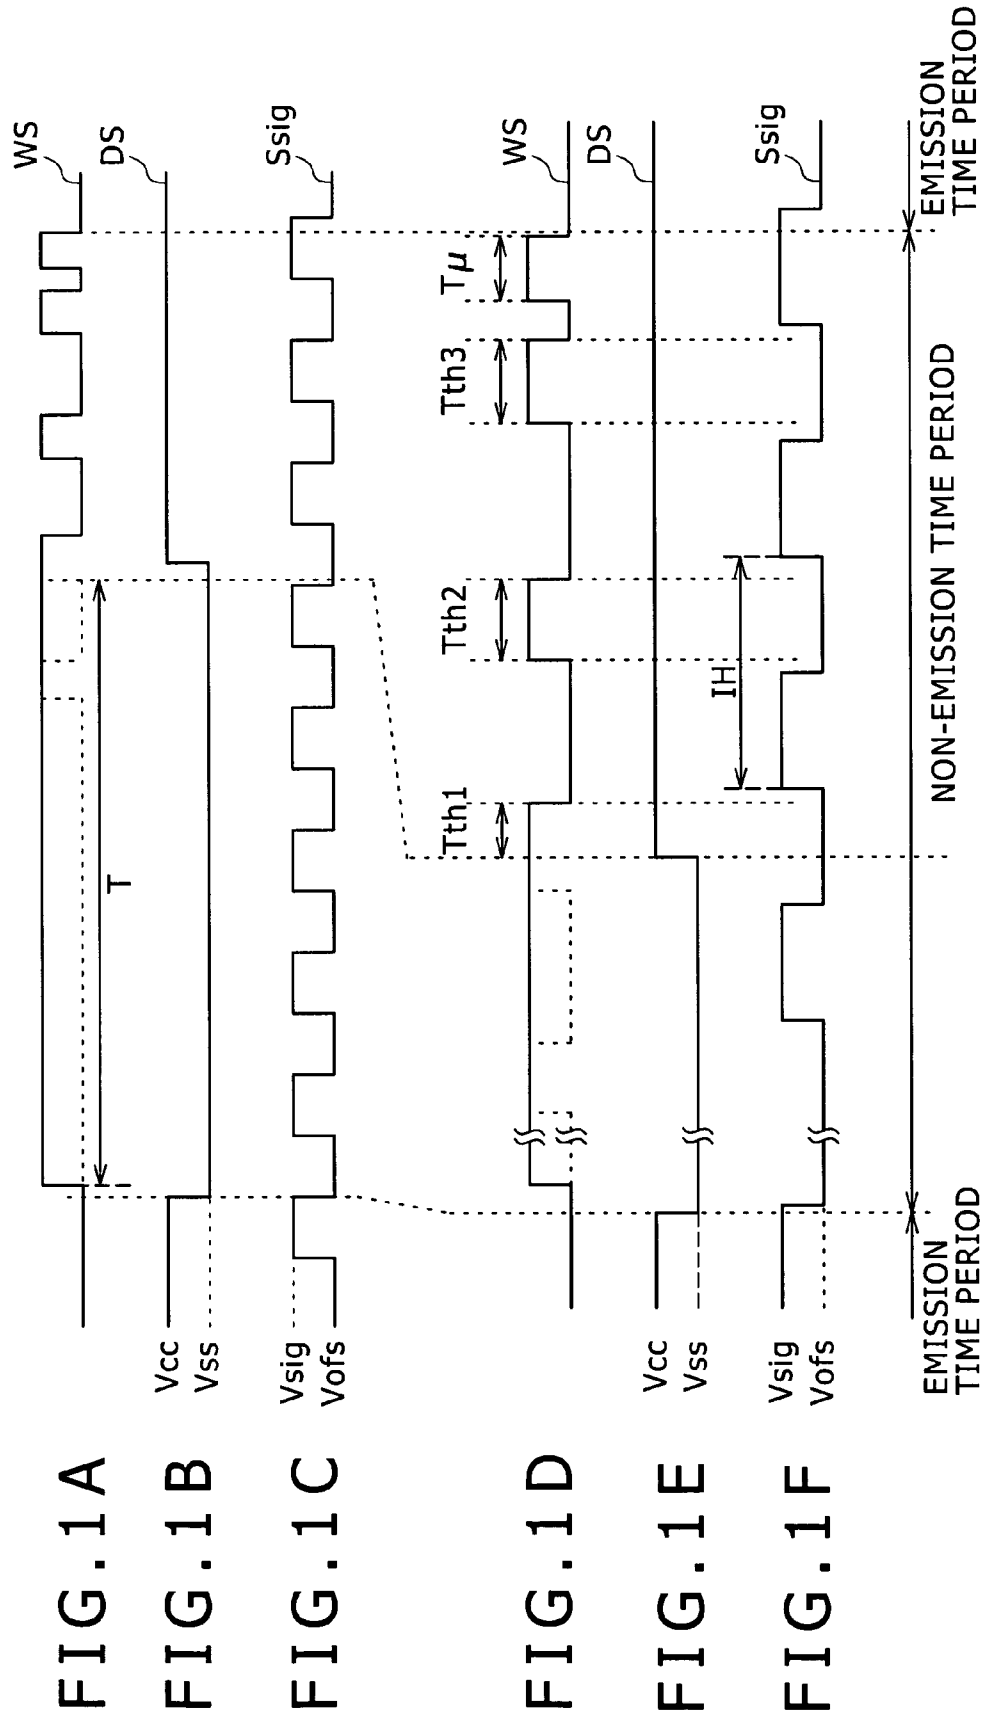 FIG.1A
WS
T
FIG.1B
Vcc
Vss
DS
FIG.1C
Vsig
Vofs
Ssig
FIG.1D
Tth1
Tth2
Tth3
Tμ
WS
FIG.1E
Vcc
Vss
DS
FIG.1F
Vsig
Vofs
IH
Ssig
EMISSION
TIME PERIOD
NON-EMISSION TIME PERIOD
EMISSION
TIME PERIOD